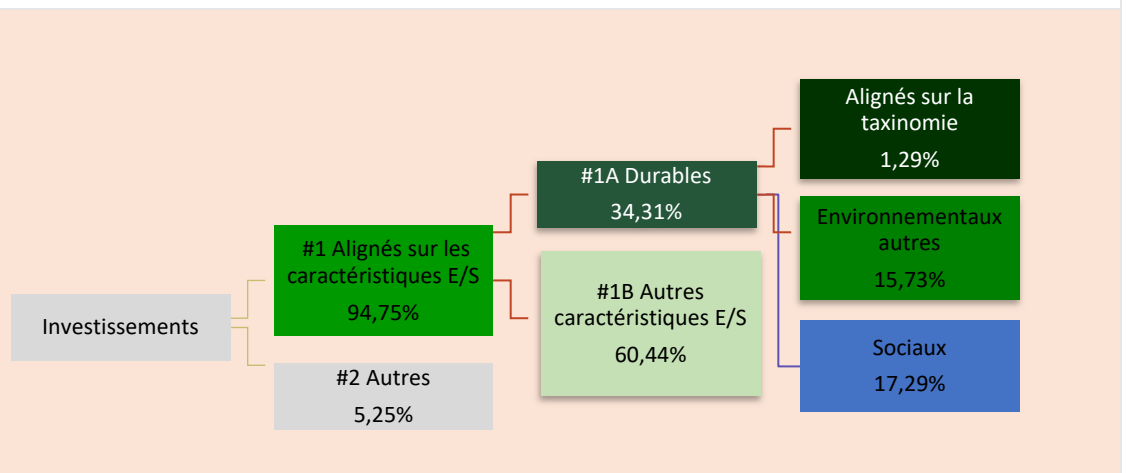 Investissements
#1 Alignés sur les
caractéristiques E/S
94,75%
#2 Autres
5,25%
#1A Durables
34,31%
#1B Autres
caractéristiques E/S
60,44%
Alignés sur la
taxinomie
1,29%
Environnementaux
autres
15,73%
Sociaux
17,29%